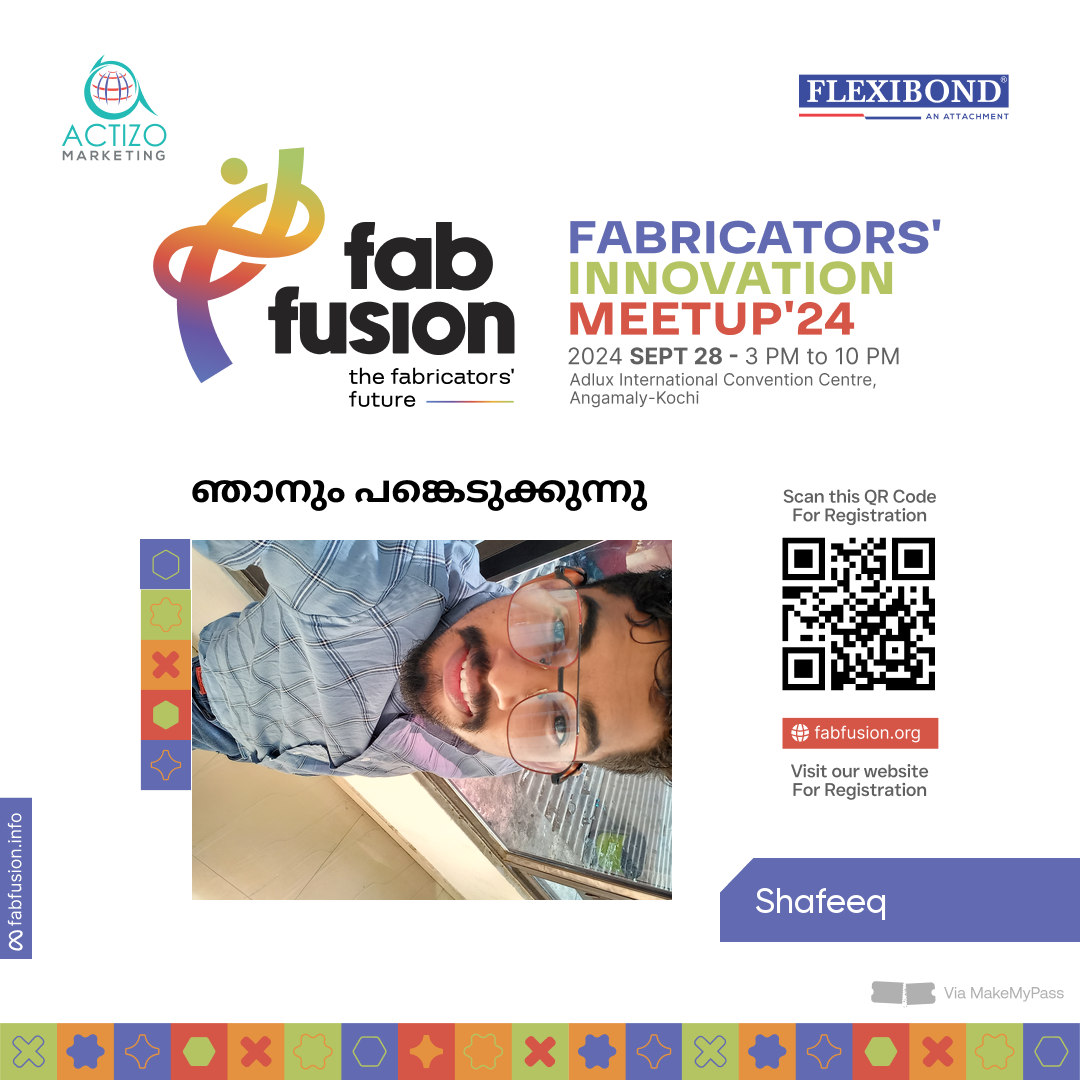 ACTIZO
MARKETING
FLEXIBOND®
AN ATTACHMENT
fab
fusion
the fabricators'
future
FABRICATORS'
INNOVATION
MEETUP'24
2024 SEPT 28 - 3 PM to 10 PM
Adlux International Convention Centre,
Angamaly-Kochi
ഞാനും പങ്കെടുക്കുന്നു
Scan this QR Code
For Registration
fabfusion.org
Visit our website
For Registration
fabfusion.info
Shafeeq
Via MakeMyPass